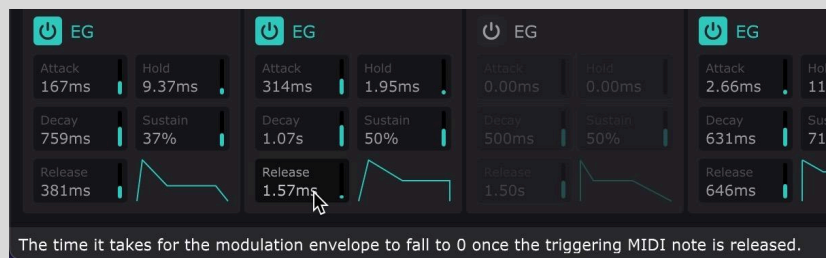 EG
EG
EG
EG
Attack Hold
167ms 9.37ms
Attack Hold
314ms 1.95ms
Attack Hold
0.00ms 0.00ms
Attack
2.66ms
Decay Sustain
759ms 37%
Decay Sustain
1.07s 50%
Decay Sustain
500ms 50%
Decay
631ms
Release
381ms
Release
1.57ms
Release
1.50s
Release
646ms
The time it takes for the modulation envelope to fall to 0 once the triggering MIDI note is released.